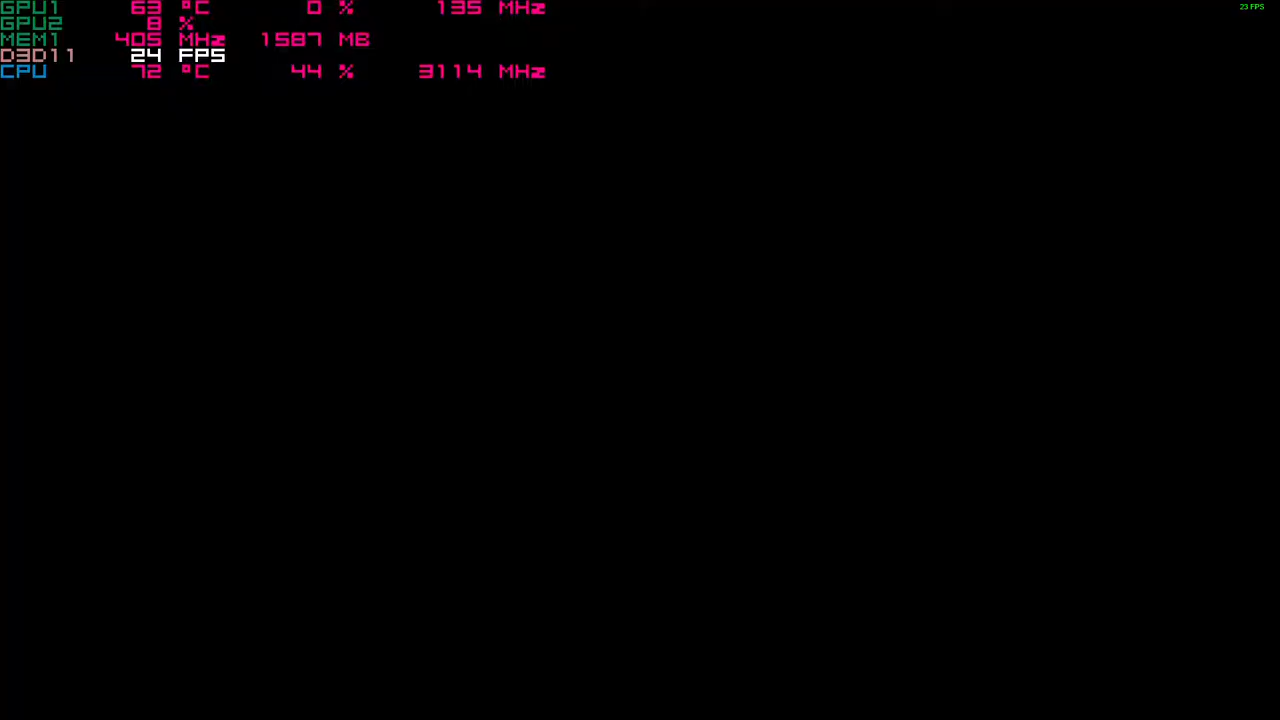 GPU1 63 °C 0 % 135 MHz
23 FPS
GPU2 8 %
MEM1 405 MHz 1587 MB
D3D11 24 FPS
CPU 72 °C 44 % 3114 MHz